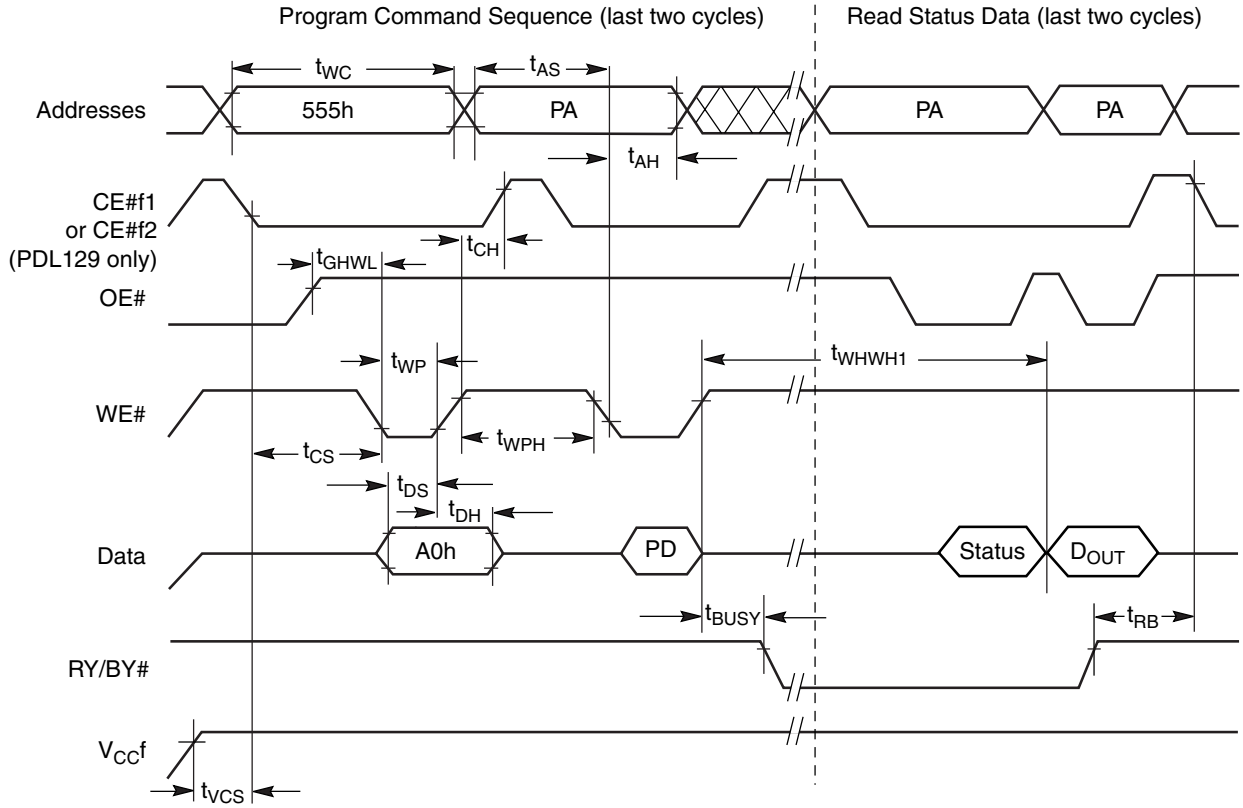 Program Command Sequence (last two cycles)
Read Status Data (last two cycles)
tWC
tAS
Addresses
555h
PA
PA
PA
tAH
CE#f1
or CE#f2
(PDL129 only)
tCH
tGHWL
OE#
tWP
tWHWH1
WE#
tCS
tWPH
tDS
tDH
Data
A0h
PD
Status
DOUT
tBUSY
tRB
RY/BY#
VCCf
tVCS